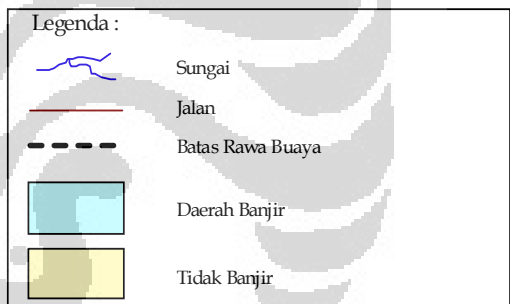 Legenda :
Sungai
Jalan
Batas Rawa Buaya
Daerah Banjir
Tidak Banjir